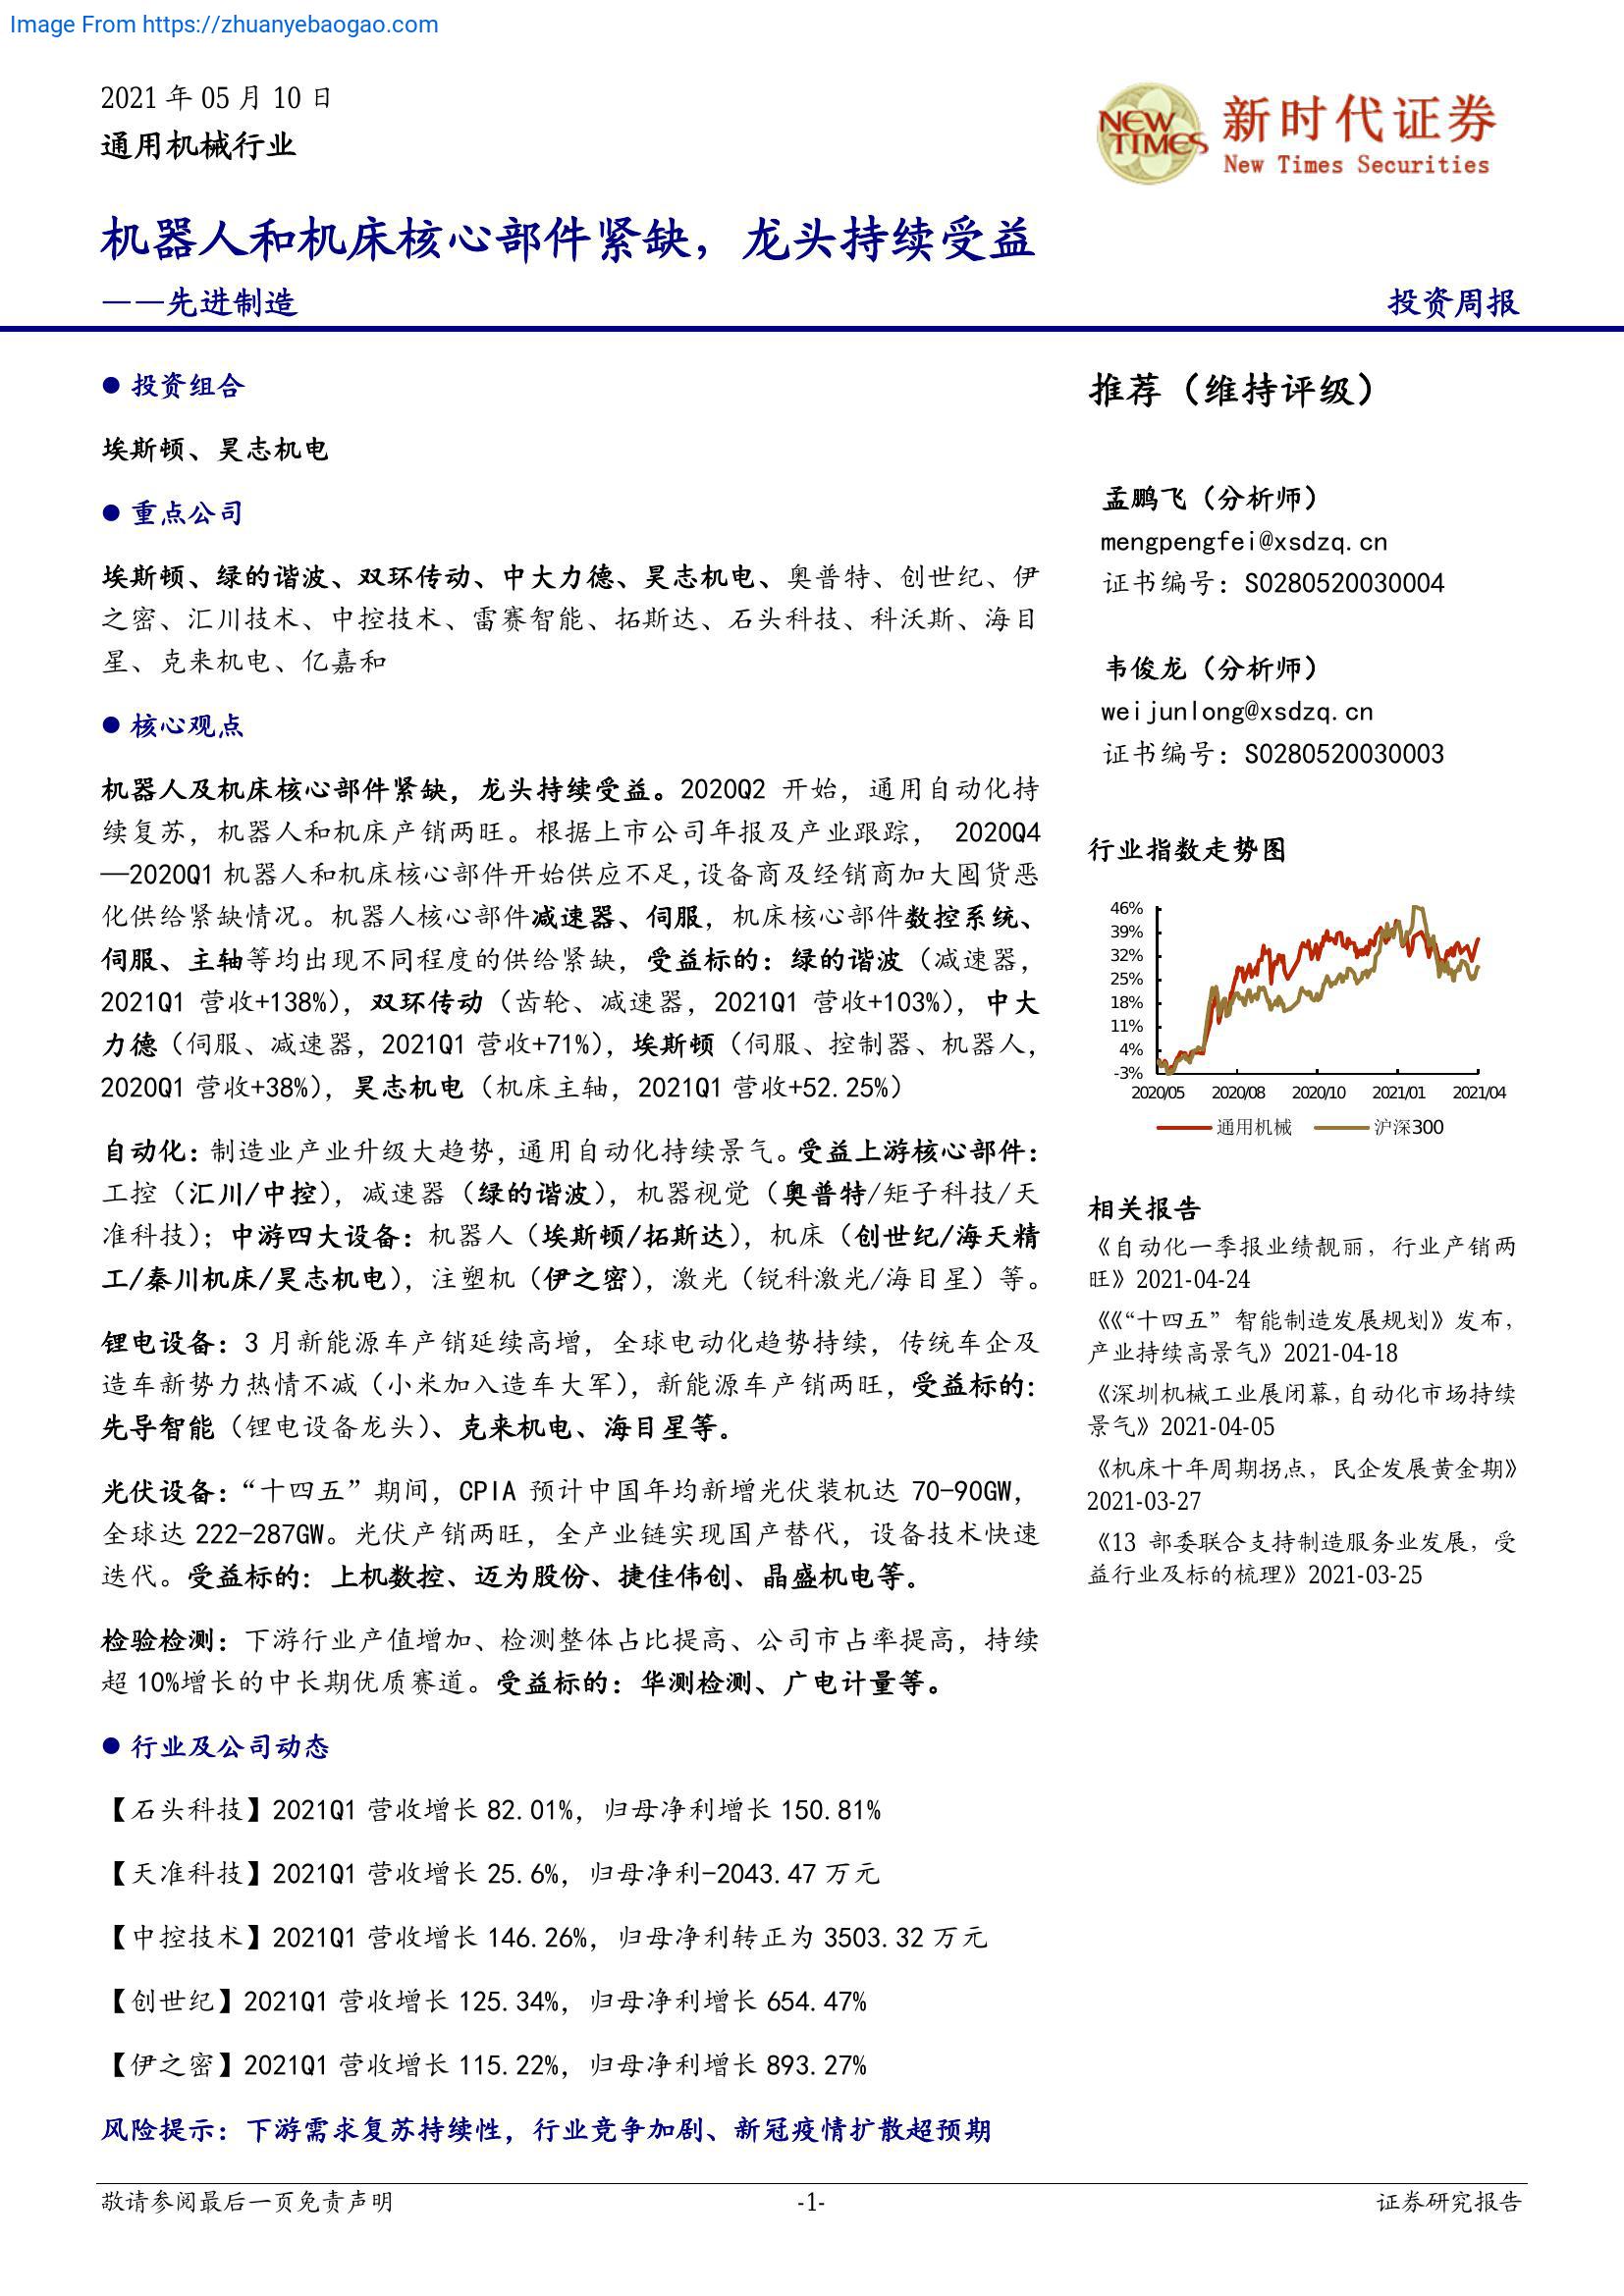 Image From https://zhuanyebaogao.com
2021 年 05 月 10 日
通用机械行业
NEW TIMES
新时代证券
New Times Securities
机器人和机床核心部件紧缺，龙头持续受益
——先进制造
投资周报
● 投资组合
埃斯顿、昊志机电
● 重点公司
埃斯顿、绿的谐波、双环传动、中大力德、昊志机电、奥普特、创世纪、伊
之密、汇川技术、中控技术、雷赛智能、拓斯达、石头科技、科沃斯、海目
星、克来机电、亿嘉和
● 核心观点
机器人及机床核心部件紧缺，龙头持续受益。2020Q2 开始，通用自动化持
续复苏，机器人和机床产销两旺。根据上市公司年报及产业跟踪， 2020Q4
—2020Q1 机器人和机床核心部件开始供应不足,设备商及经销商加大囤货恶
化供给紧缺情况。机器人核心部件减速器、伺服，机床核心部件数控系统、
伺服、主轴等均出现不同程度的供给紧缺，受益标的：绿的谐波（减速器，
2021Q1 营收+138%），双环传动（齿轮、减速器，2021Q1 营收+103%），中大
力德（伺服、减速器，2021Q1 营收+71%），埃斯顿（伺服、控制器、机器人，
2020Q1 营收+38%），昊志机电（机床主轴，2021Q1 营收+52.25%）
自动化：制造业产业升级大趋势，通用自动化持续景气。受益上游核心部件：
工控（汇川/中控），减速器（绿的谐波），机器视觉（奥普特/矩子科技/天
准科技）；中游四大设备：机器人（埃斯顿/拓斯达），机床（创世纪/海天精
工/秦川机床/昊志机电），注塑机（伊之密），激光（锐科激光/海目星）等。
锂电设备：3 月新能源车产销延续高增，全球电动化趋势持续，传统车企及
造车新势力热情不减（小米加入造车大军），新能源车产销两旺，受益标的：
先导智能（锂电设备龙头）、克来机电、海目星等。
光伏设备：“十四五”期间，CPIA 预计中国年均新增光伏装机达 70-90GW，
全球达 222-287GW。光伏产销两旺，全产业链实现国产替代，设备技术快速
迭代。受益标的：上机数控、迈为股份、捷佳伟创、晶盛机电等。
检验检测：下游行业产值增加、检测整体占比提高、公司市占率提高，持续
超 10%增长的中长期优质赛道。受益标的：华测检测、广电计量等。
● 行业及公司动态
【石头科技】2021Q1 营收增长 82.01%，归母净利增长 150.81%
【天准科技】2021Q1 营收增长 25.6%，归母净利-2043.47 万元
【中控技术】2021Q1 营收增长 146.26%，归母净利转正为 3503.32 万元
【创世纪】2021Q1 营收增长 125.34%，归母净利增长 654.47%
【伊之密】2021Q1 营收增长 115.22%，归母净利增长 893.27%
风险提示：下游需求复苏持续性，行业竞争加剧、新冠疫情扩散超预期
推荐（维持评级）
孟鹏飞（分析师）
mengpengfei@xsdzq.cn
证书编号：S0280520030004
韦俊龙（分析师）
weijunlong@xsdzq.cn
证书编号：S0280520030003
行业指数走势图
46%
39%
32%
25%
18%
11%
4%
-3%
2020/05 2020/08 2020/10 2021/01 2021/04
通用机械 沪深300
相关报告
《自动化一季报业绩靓丽，行业产销两
旺》2021-04-24
《《“十四五”智能制造发展规划》发布，
产业持续高景气》2021-04-18
《深圳机械工业展闭幕，自动化市场持续
景气》2021-04-05
《机床十年周期拐点，民企发展黄金期》
2021-03-27
《13 部委联合支持制造服务业发展，受
益行业及标的梳理》2021-03-25
敬请参阅最后一页免责声明
-1-
证券研究报告